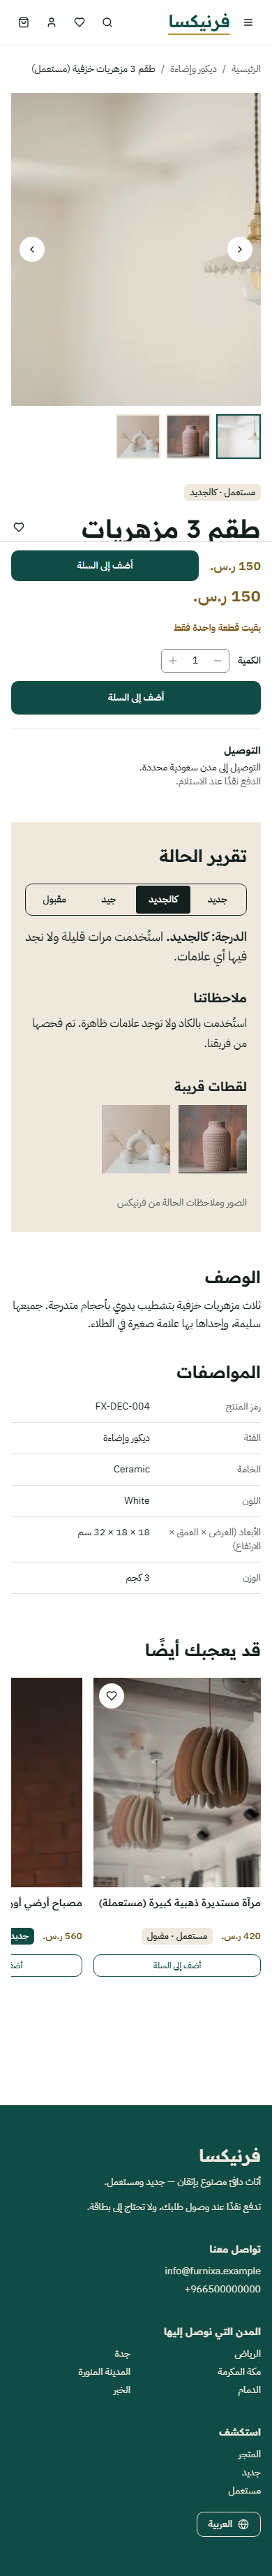 فرنيكسا
الرئيسية / ديكور وإضاءة / طقم 3 مزهريات خزفية (مستعمل)
مستعمل · كالجديد
طقم 3 مزهريات
150 ر.س.
أضف إلى السلة
150 ر.س.
بقيت قطعة واحدة فقط
الكمية
− 1 +
أضف إلى السلة
التوصيل
التوصيل إلى مدن سعودية محددة.
الدفع نقدًا عند الاستلام.
تقرير الحالة
جديد كالجديد جيد مقبول
الدرجة: كالجديد. استُخدمت مرات قليلة ولا نجد
فيها أي علامات.
ملاحظاتنا
استُخدمت بالكاد ولا توجد علامات ظاهرة. تم فحصها
من فريقنا.
لقطات قريبة
الصور وملاحظات الحالة من فرنيكس
الوصف
ثلاث مزهريات خزفية بتشطيب يدوي بأحجام متدرجة. جميعها
سليمة، وإحداها بها علامة صغيرة في الطلاء.
المواصفات
رمز المنتج FX-DEC-004
الفئة ديكور وإضاءة
الخامة Ceramic
اللون White
الأبعاد (العرض × العمق × الارتفاع) 18 × 18 × 32 سم
الوزن 3 كجم
قد يعجبك أيضًا
مرآة مستديرة ذهبية كبيرة (مستعملة)
420 ر.س. مستعمل · مقبول
أضف إلى السلة
مصباح أرضي
560 ر.س. جديد
فرنيكسا
أثاث دافئ مصنوع بإتقان — جديد ومستعمل.
تدفع نقدًا عند وصول طلبك، ولا تحتاج إلى بطاقة.
تواصل معنا
info@furnixa.example
+966500000000
المدن التي نوصل إليها
الرياض جدة
مكة المكرمة المدينة المنورة
الدمام الخبر
استكشف
المتجر
جديد
مستعمل
العربية